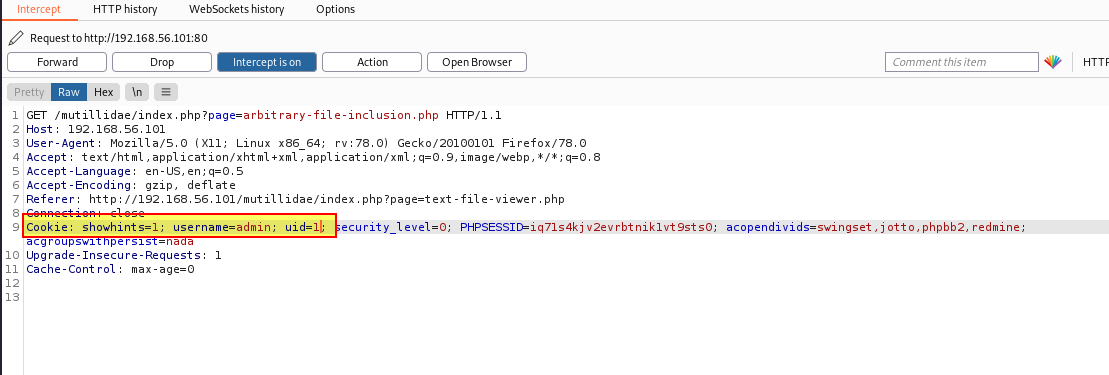 Intercept HTTP history WebSockets history Options
Request to http://192.168.56.101:80
Forward Drop Intercept is on Action Open Browser Comment this item HTTP
Pretty Raw Hex \n ≡
1 GET /mutillidae/index.php?page=arbitrary-file-inclusion.php HTTP/1.1
2 Host: 192.168.56.101
3 User-Agent: Mozilla/5.0 (X11; Linux x86_64; rv:78.0) Gecko/20100101 Firefox/78.0
4 Accept: text/html,application/xhtml+xml,application/xml;q=0.9,image/webp,*/*;q=0.8
5 Accept-Language: en-US,en;q=0.5
6 Accept-Encoding: gzip, deflate
7 Referer: http://192.168.56.101/mutillidae/index.php?page=text-file-viewer.php
8 Connection: close
9 Cookie: showhints=1; username=admin; uid=1; security_level=0; PHPSESSID=iq71s4kjv2evrbtnik1vt9sts0; acopendivids=swingset,jotto,phpbb2,redmine;
acgroupswithpersist=nada
10 Upgrade-Insecure-Requests: 1
11 Cache-Control: max-age=0
12
13